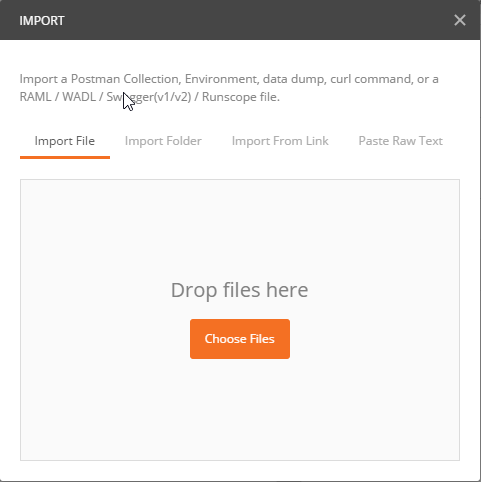 IMPORT
Import a Postman Collection, Environment, data dump, curl command, or a
RAML / WADL / Swagger(v1/v2) / Runscope file.
Import File
Import Folder
Import From Link
Paste Raw Text
Drop files here
Choose Files